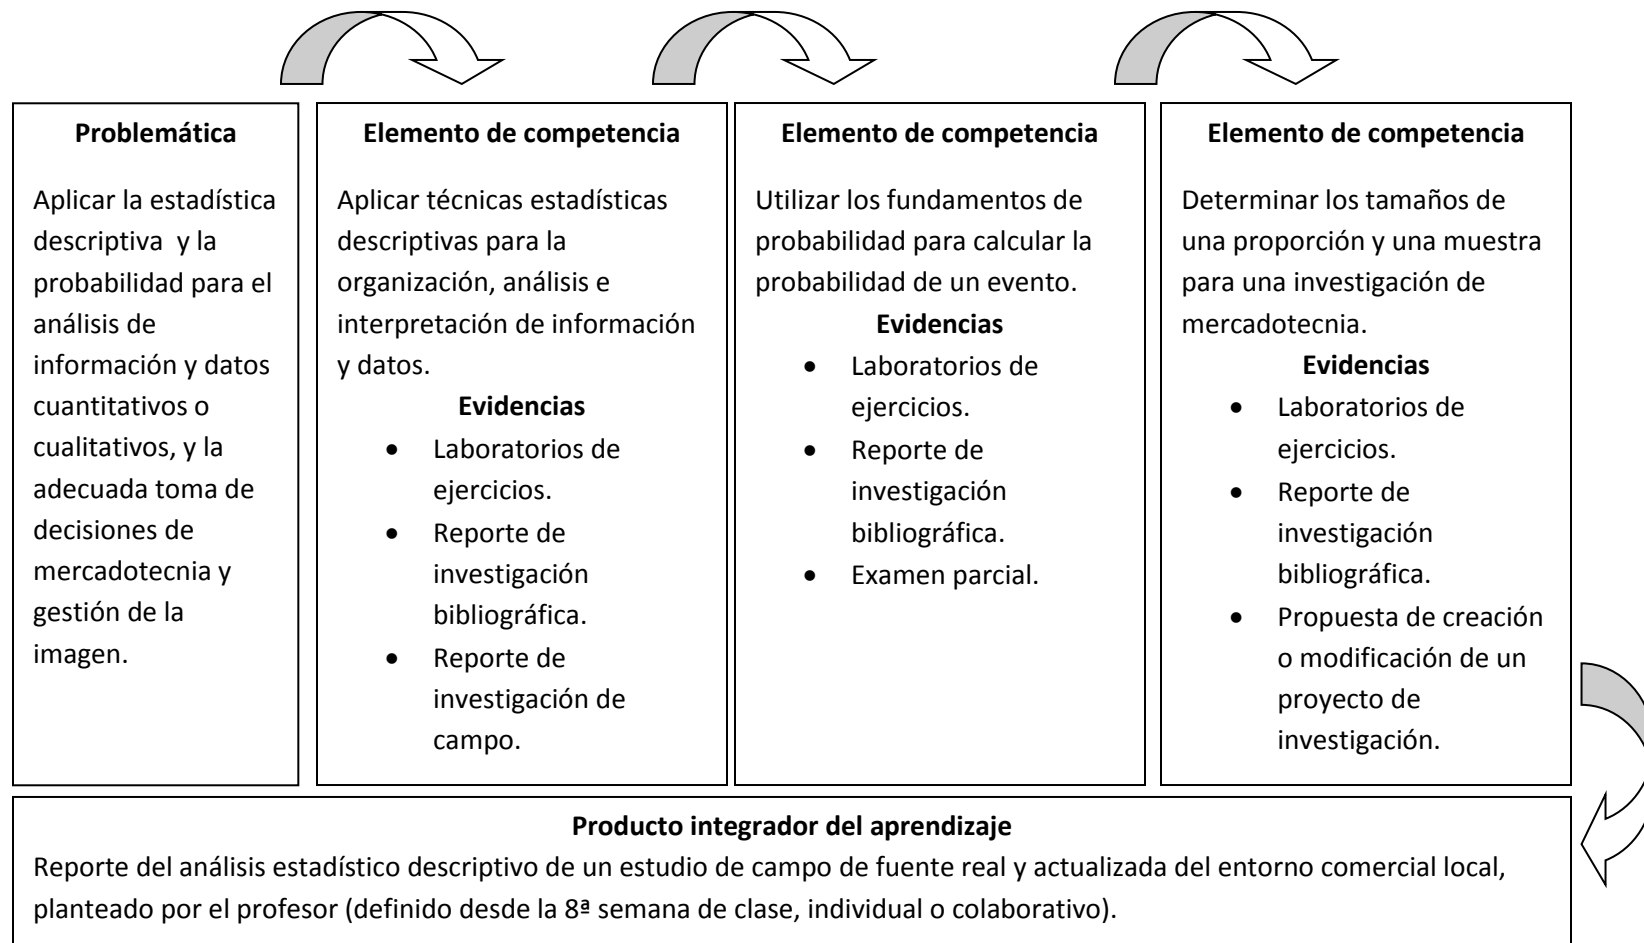 Problemática
Aplicar la estadística
descriptiva  y la
probabilidad para el
análisis de
información y datos
cuantitativos o
cualitativos, y la
adecuada toma de
decisiones de
mercadotecnia y
gestión de la
imagen.
Elemento de competencia
Aplicar técnicas estadísticas
descriptivas para la
organización, análisis e
interpretación de información
y datos.
Evidencias
• Laboratorios de
ejercicios.
• Reporte de
investigación
bibliográfica.
• Reporte de
investigación de
campo.
Elemento de competencia
Utilizar los fundamentos de
probabilidad para calcular la
probabilidad de un evento.
Evidencias
• Laboratorios de
ejercicios.
• Reporte de
investigación
bibliográfica.
• Examen parcial.
Elemento de competencia
Determinar los tamaños de
una proporción y una muestra
para una investigación de
mercadotecnia.
Evidencias
• Laboratorios de
ejercicios.
• Reporte de
investigación
bibliográfica.
• Propuesta de creación
o modificación de un
proyecto de
investigación.
Producto integrador del aprendizaje
Reporte del análisis estadístico descriptivo de un estudio de campo de fuente real y actualizada del entorno comercial local,
planteado por el profesor (definido desde la 8ª semana de clase, individual o colaborativo).